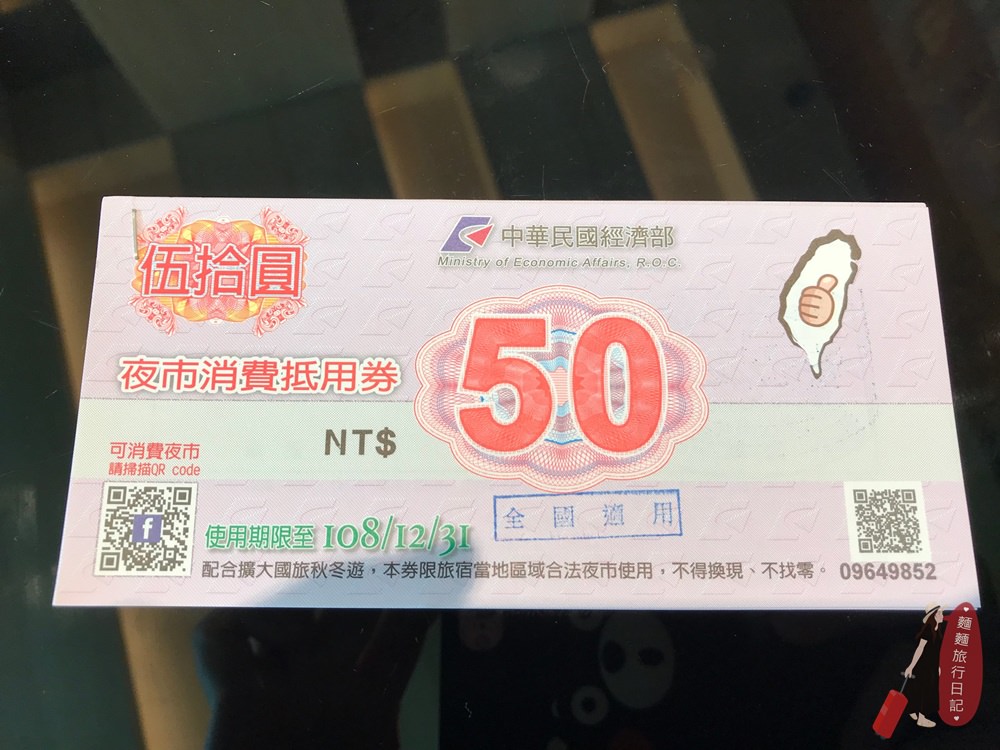 伍拾圓
中華民國經濟部
Ministry of Economic Affairs, R.O.C.
夜市消費抵用券
50
NT$
可消費夜市
請掃描QR code
f
使用期限至 108/12/31
全國適用
配合擴大國旅秋冬遊，本券限旅宿當地區域合法夜市使用，不得換現、不找零。
09649852
麵麵旅行日記